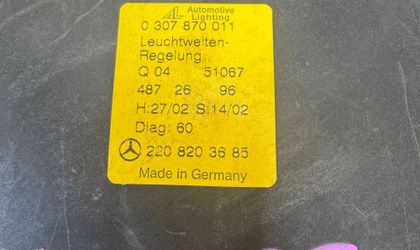 Automotive
Lighting
0 307 870 011
Leuchtweiten-
Regelung
Q 04 51067
487 26 96
H:27/02 S:14/02
Diag: 60
220 820 36 85
Made in Germany